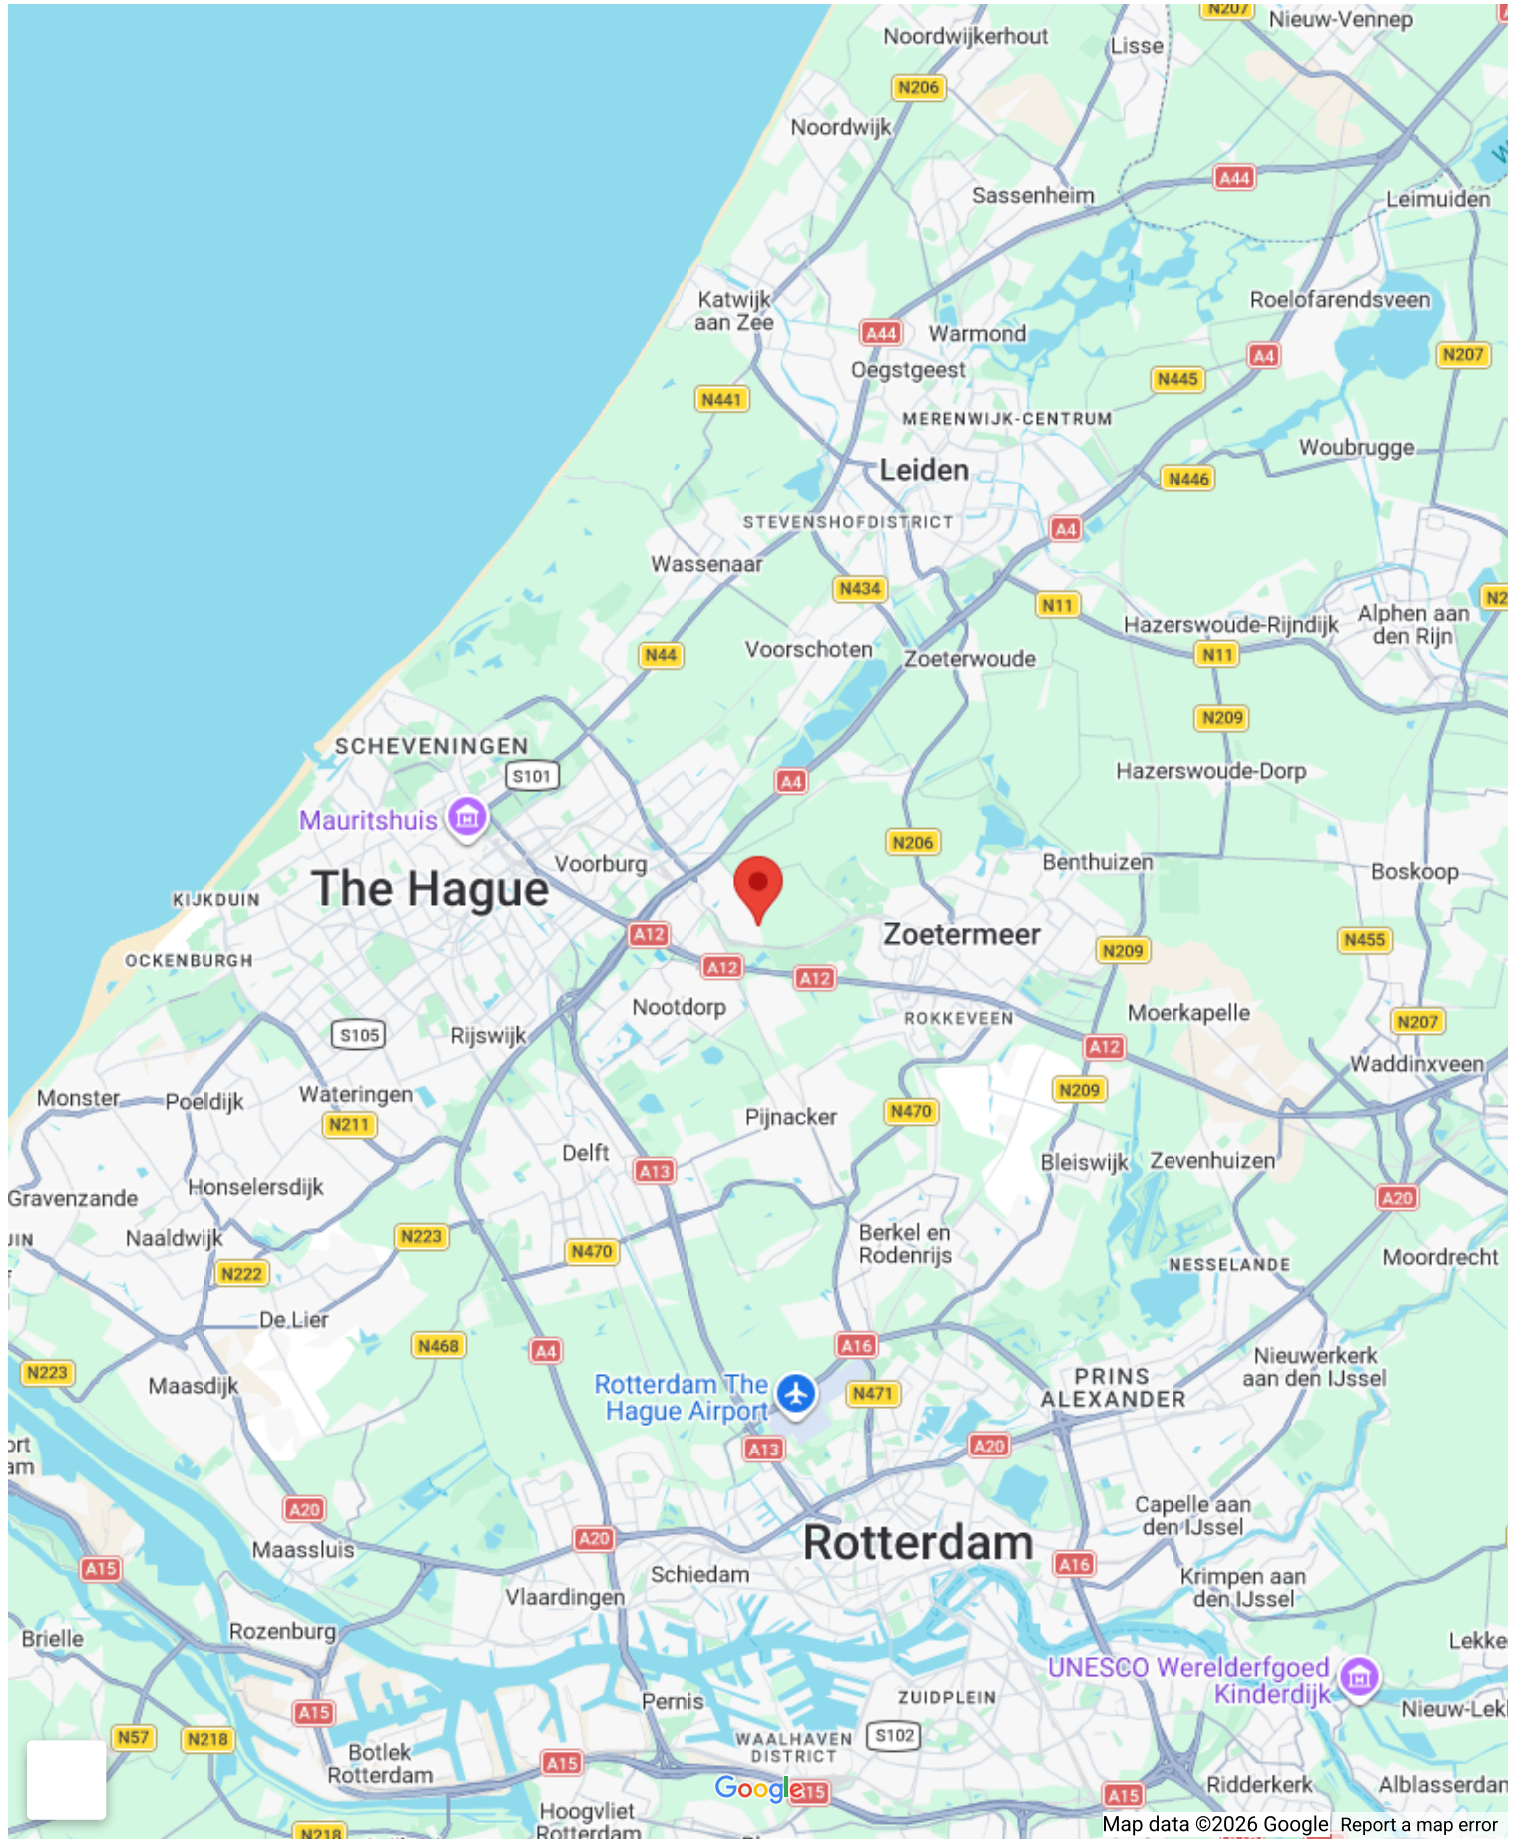 N207
Nieuw-Vennep
Noordwijkerhout
Lisse
N206
Noordwijk
A44
Sassenheim
Leimuiden
Katwijk
aan Zee
Roelofarendsveen
A44
Warmond
A4
N207
Oegstgeest
N445
N441
MERENWIJK-CENTRUM
Woubrugge
Leiden
N446
STEVENSHOFDISTRICT
A4
Wassenaar
N434
N11
Hazerswoude-Rijndijk
Alphen aan
den Rijn
N44
Voorschoten
Zoeterwoude
N11
N209
SCHEVENINGEN
S101
A4
Hazerswoude-Dorp
Mauritshuis
N206
Voorburg
Benthuizen
Boskoop
The Hague
KIJKDUIN
A12
Zoetermeer
N209
N455
OCKENBURGH
A12
A12
Nootdorp
ROKKEVEEN
Moerkapelle
N207
S105
Rijswijk
A12
Waddinxveen
Monster
Poeldijk
Wateringen
N209
N211
Pijnacker
N470
Delft
A13
Bleiswijk
Zevenhuizen
Gravenzande
Honselersdijk
A20
Naaldwijk
N223
N470
Berkel en
Rodenrijs
N222
NESSELANDE
Moordrecht
De Lier
N468
A4
A16
N223
Maasdijk
Rotterdam The
Hague Airport
N471
PRINS
ALEXANDER
Nieuwerkerk
aan den IJssel
A13
A20
A20
Capelle aan
den IJssel
Maassluis
A20
Rotterdam
A15
Schiedam
A16
Vlaardingen
Krimpen aan
den IJssel
Brielle
Rozenburg
UNESCO Werelderfgoed
Kinderdijk
Pernis
ZUIDPLEIN
A15
N57
N218
WAALHAVEN
DISTRICT
S102
Botlek
Rotterdam
A15
Google
A15
A15
Ridderkerk
Hoogvliet
Rotterdam
N218
Map data ©2026 Google
Report a map error